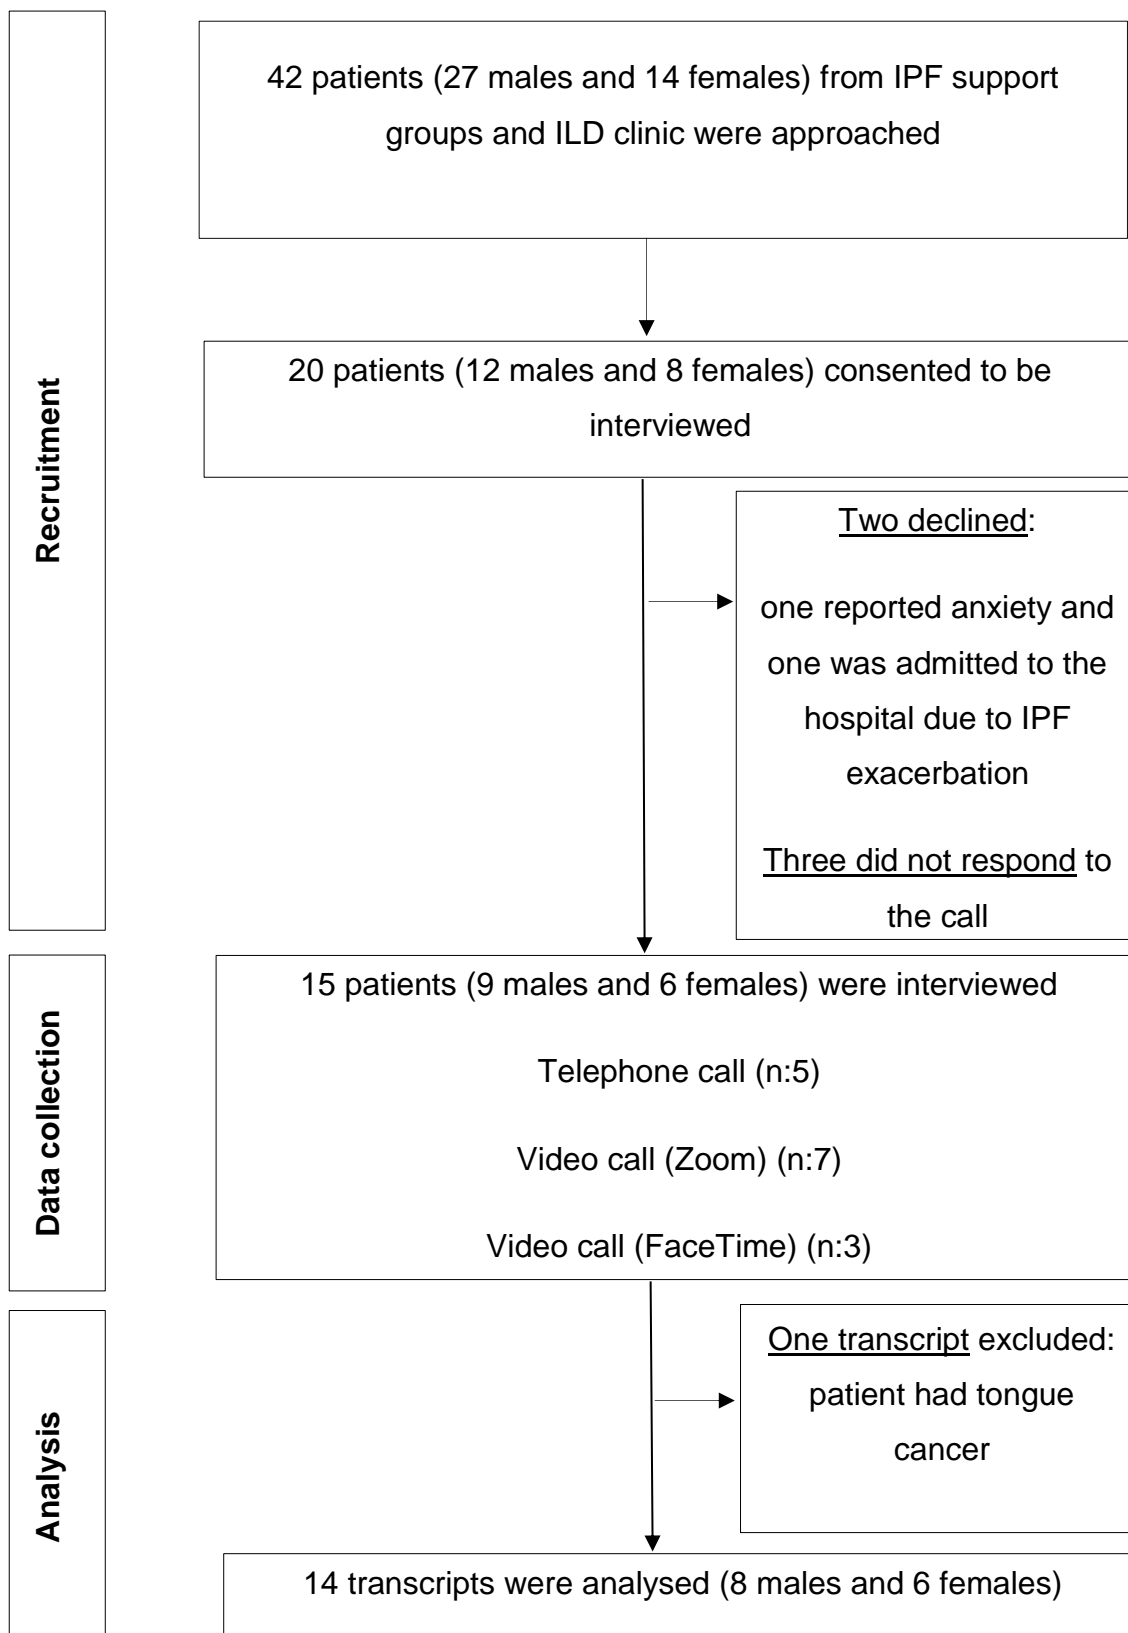 Recruitment
42 patients (27 males and 14 females) from IPF support
groups and ILD clinic were approached
20 patients (12 males and 8 females) consented to be
interviewed
Two declined:
one reported anxiety and
one was admitted to the
hospital due to IPF
exacerbation
Three did not respond to
the call
Data collection
15 patients (9 males and 6 females) were interviewed
Telephone call (n:5)
Video call (Zoom) (n:7)
Video call (FaceTime) (n:3)
Analysis
One transcript excluded:
patient had tongue
cancer
14 transcripts were analysed (8 males and 6 females)